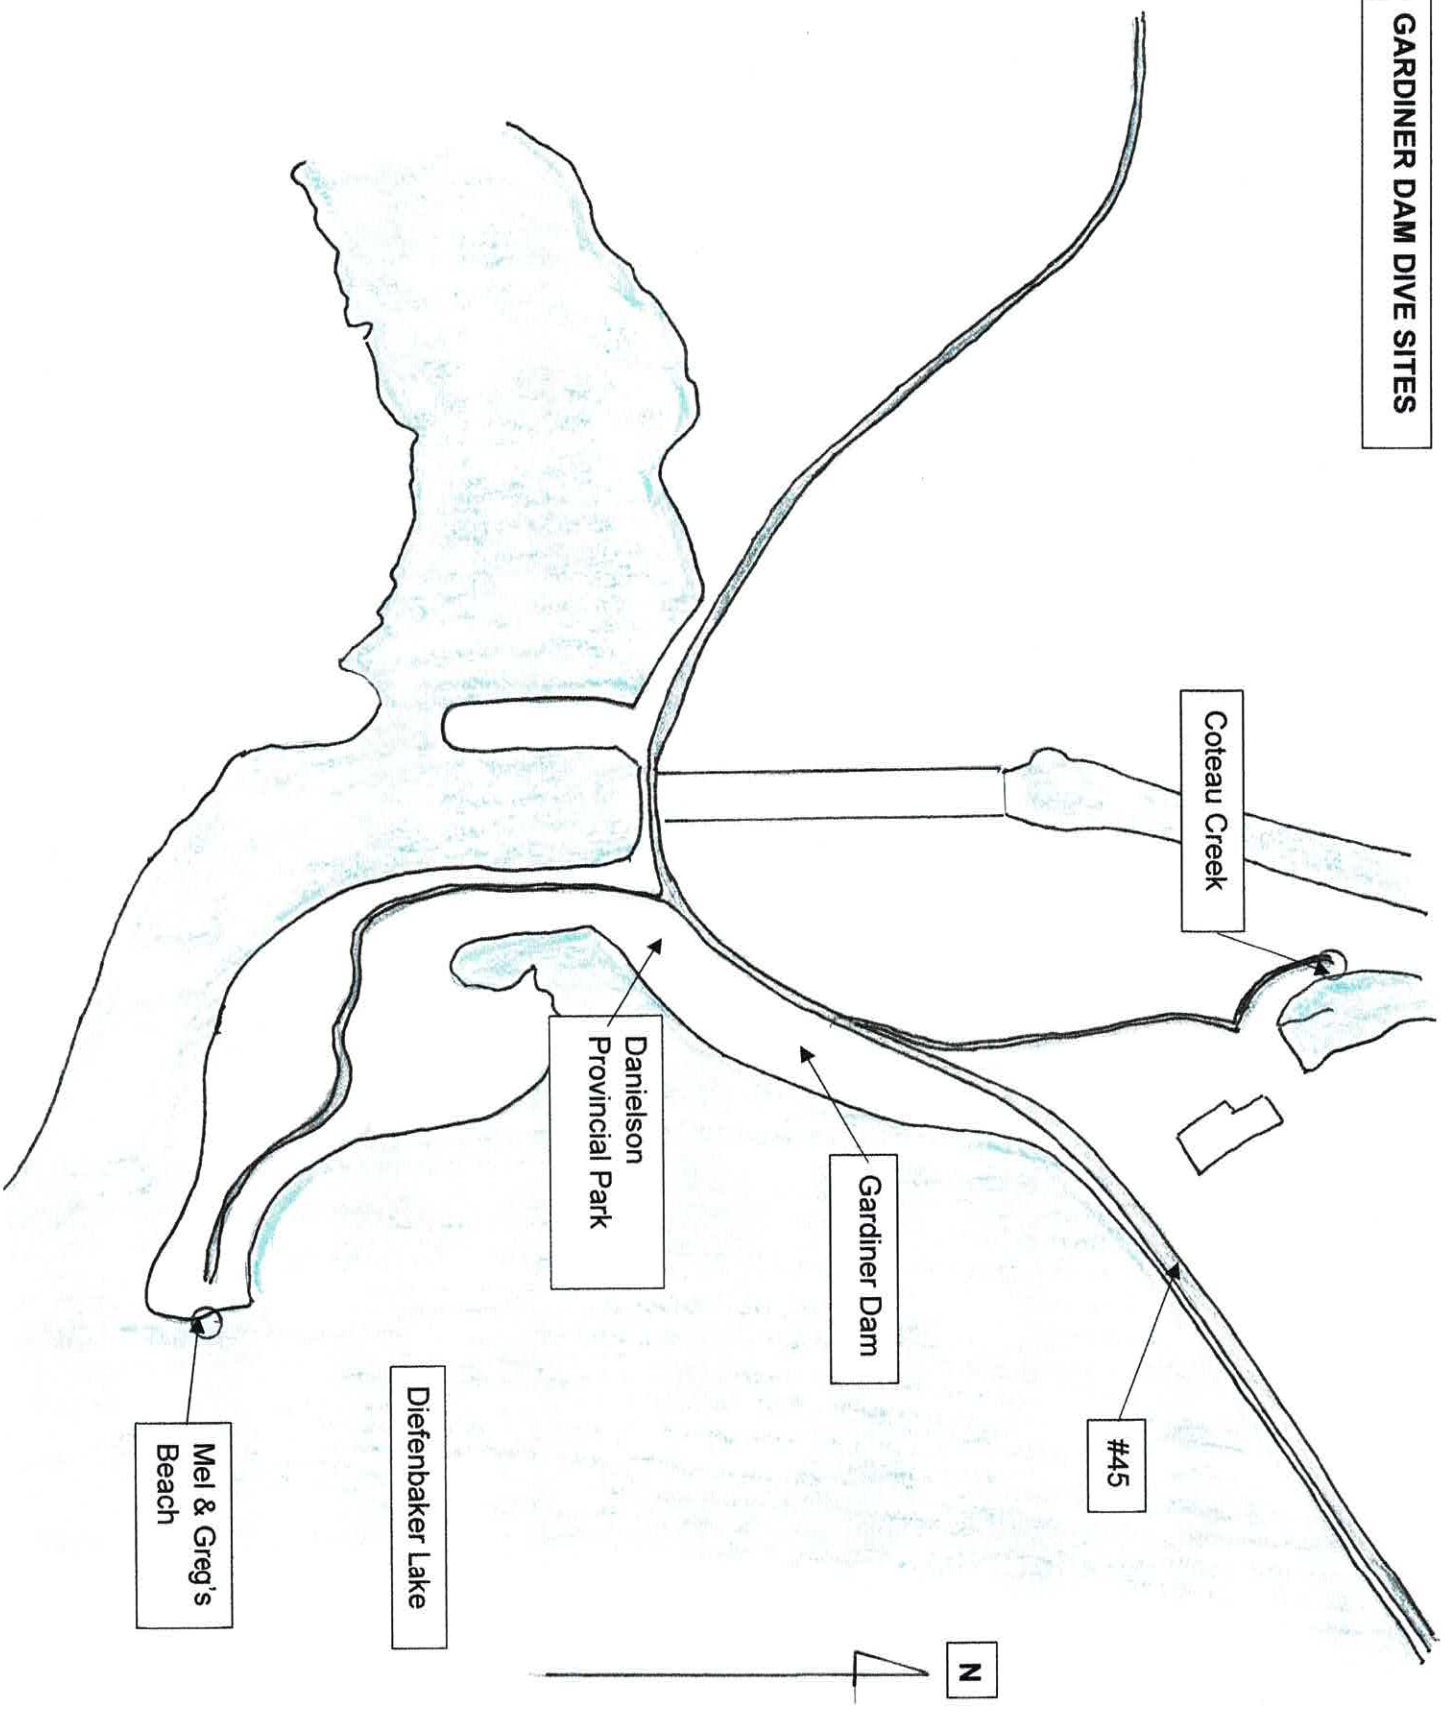 GARDINER DAM DIVE SITES
Coteau Creek
#45
N
Gardiner Dam
Danielson
Provincial Park
Diefenbaker Lake
Mel & Greg's
Beach